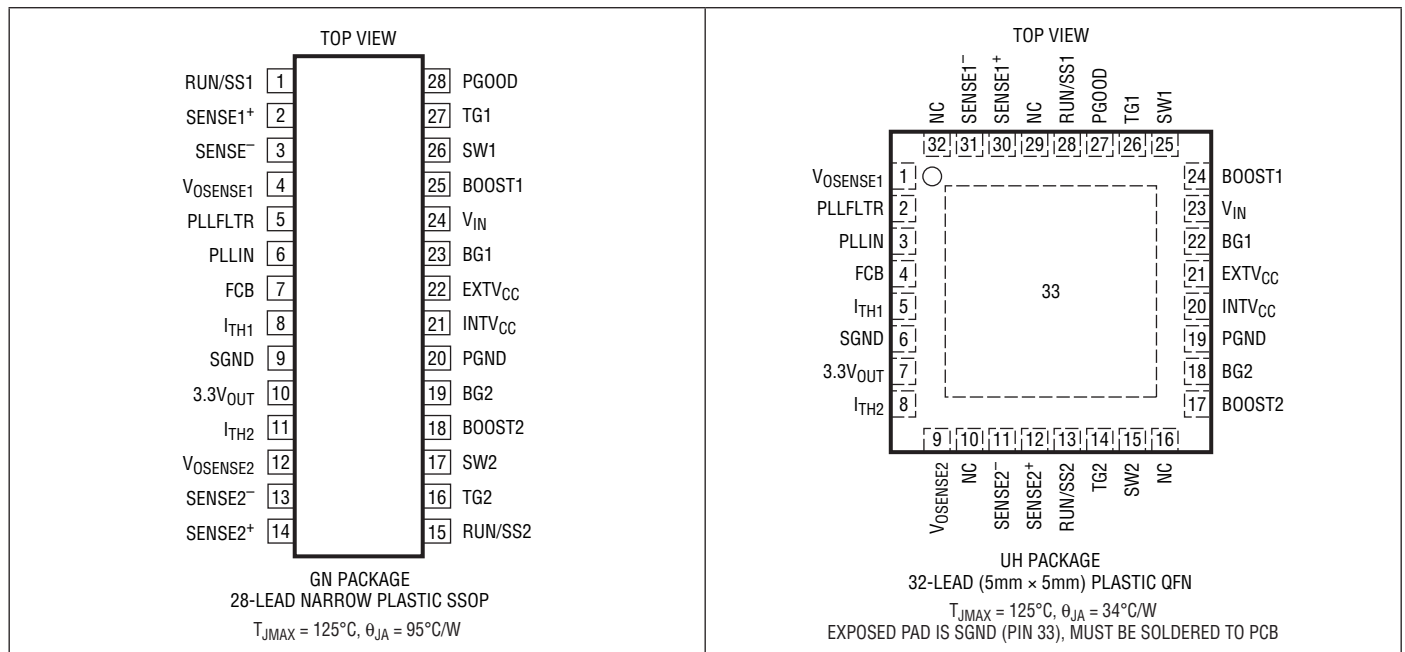 TOP VIEW
RUN/SS1 1
SENSE1+ 2
SENSE– 3
VOSENSE1 4
PLLFLTR 5
PLLIN 6
FCB 7
ITH1 8
SGND 9
3.3VOUT 10
ITH2 11
VOSENSE2 12
SENSE2– 13
SENSE2+ 14
28 PGOOD
27 TG1
26 SW1
25 BOOST1
24 VIN
23 BG1
22 EXTVCC
21 INTVCC
20 PGND
19 BG2
18 BOOST2
17 SW2
16 TG2
15 RUN/SS2
GN PACKAGE
28-LEAD NARROW PLASTIC SSOP
TJMAX = 125°C, θJA = 95°C/W
TOP VIEW
NC
SENSE1–
SENSE1+
NC
RUN/SS1
PGOOD
TG1
SW1
32 31 30 29 28 27 26 25
VOSENSE1 1
PLLFLTR 2
PLLIN 3
FCB 4
ITH1 5
SGND 6
3.3VOUT 7
ITH2 8
33
24 BOOST1
23 VIN
22 BG1
21 EXTVCC
20 INTVCC
19 PGND
18 BG2
17 BOOST2
9 10 11 12 13 14 15 16
VOSENSE2
NC
SENSE2–
SENSE2+
RUN/SS2
TG2
SW2
NC
UH PACKAGE
32-LEAD (5mm × 5mm) PLASTIC QFN
TJMAX = 125°C, θJA = 34°C/W
EXPOSED PAD IS SGND (PIN 33), MUST BE SOLDERED TO PCB